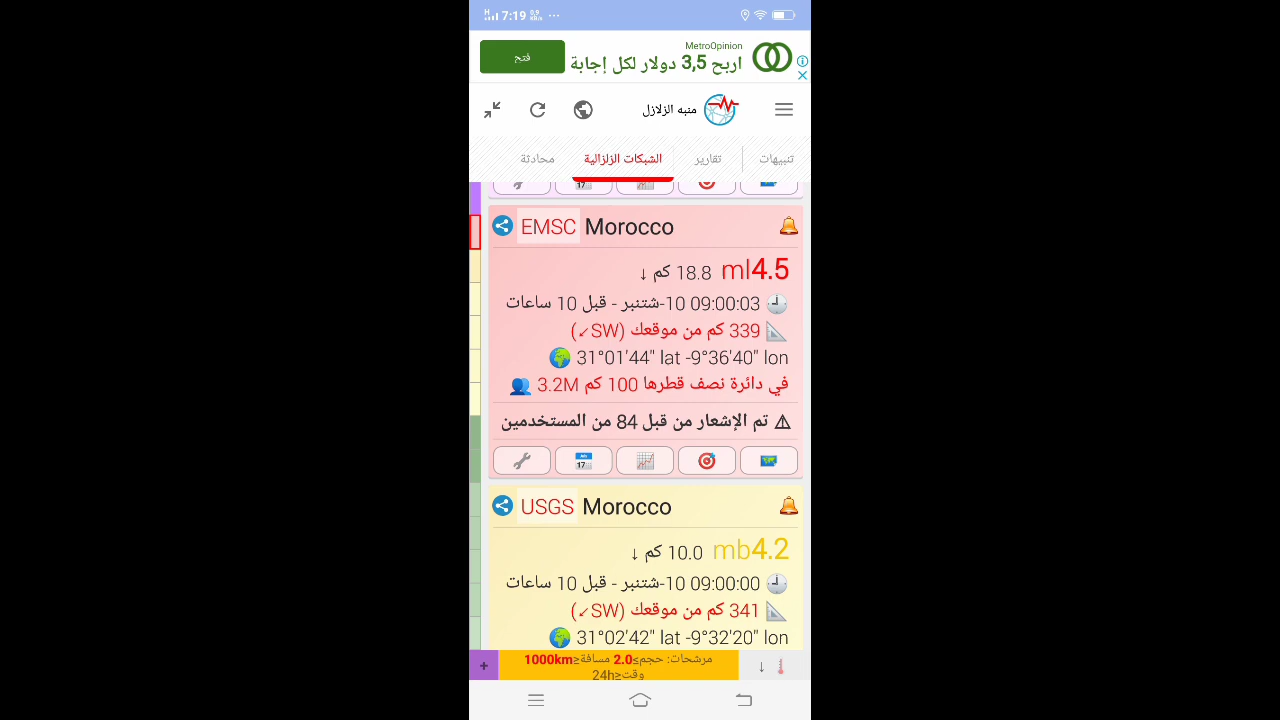 7:19 0,9 KB/s ...
MetroOpinion
اربح 3,5 دولار لكل إجابة
فتح
منبه الزلازل
تنبيهات تقارير الشبكات الزلزالية محادثة
EMSC Morocco
ml4.5 18.8 كم ↓
09:00:03 10-شتنبر - قبل 10 ساعات
339 كم من موقعك (SW↙)
31°01'44" lat -9°36'40" lon
في دائرة نصف قطرها 100 كم 3.2M
⚠ تم الإشعار من قبل 84 من المستخدمين
USGS Morocco
mb4.2 10.0 كم ↓
09:00:00 10-شتنبر - قبل 10 ساعات
341 كم من موقعك (SW↙)
31°02'42" lat -9°32'20" lon
مرشحات: حجم≥2.0 مسافة≤1000km
وقت≤24h
+